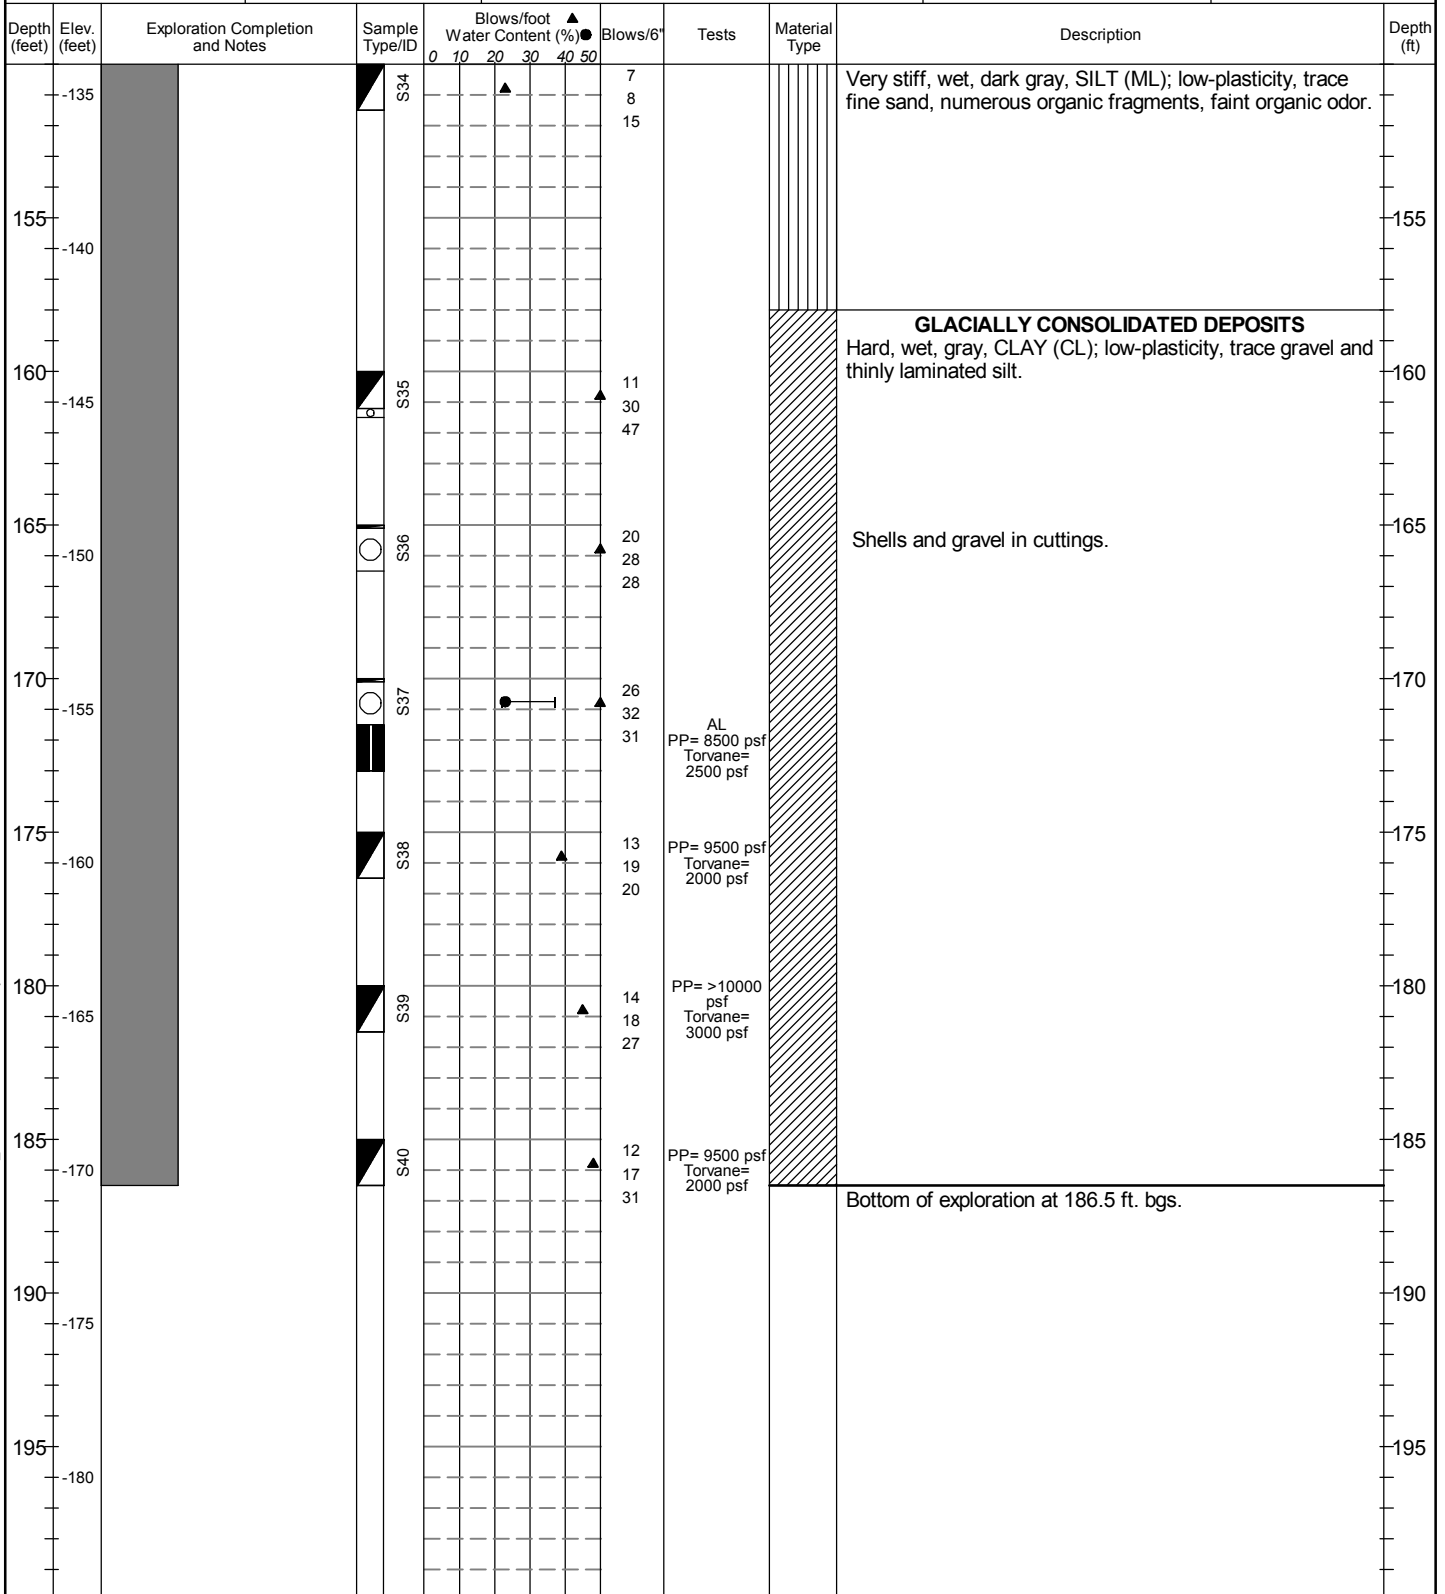 Depth
(feet)
Elev.
(feet)
Exploration Completion
and Notes
Sample
Type/ID
Blows/foot ▲
Water Content (%)●
0 10 20 30 40 50
Blows/6"
Tests
Material
Type
Description
Depth
(ft)
-135
S34
7
8
15
Very stiff, wet, dark gray, SILT (ML); low-plasticity, trace
fine sand, numerous organic fragments, faint organic odor.
155
155
-140
GLACIALLY CONSOLIDATED DEPOSITS
Hard, wet, gray, CLAY (CL); low-plasticity, trace gravel and
thinly laminated silt.
160
160
-145
S35
11
30
47
165
165
-150
S36
20
28
28
Shells and gravel in cuttings.
170
170
-155
S37
26
32
31
AL
PP= 8500 psf
Torvane=
2500 psf
175
175
-160
S38
13
19
20
PP= 9500 psf
Torvane=
2000 psf
180
180
-165
S39
14
18
27
PP= >10000
psf
Torvane=
3000 psf
185
185
-170
S40
12
17
31
PP= 9500 psf
Torvane=
2000 psf
Bottom of exploration at 186.5 ft. bgs.
190
190
-175
195
195
-180